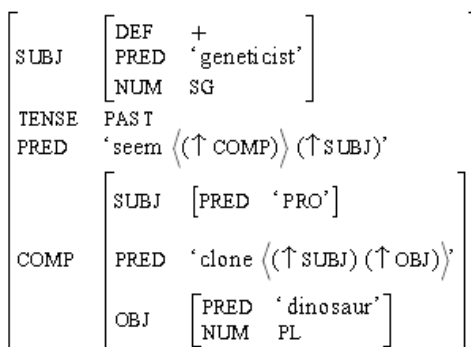 DEF +
SUBJ PRED ‘geneticist’
NUM SG
TENSE PAST
PRED ‘seem ⟨(↑ COMP)⟩ (↑ SUBJ)’
SUBJ [PRED ‘PRO’]
COMP PRED ‘clone ⟨(↑ SUBJ) (↑ OBJ)⟩’
OBJ PRED ‘dinosaur’
NUM PL